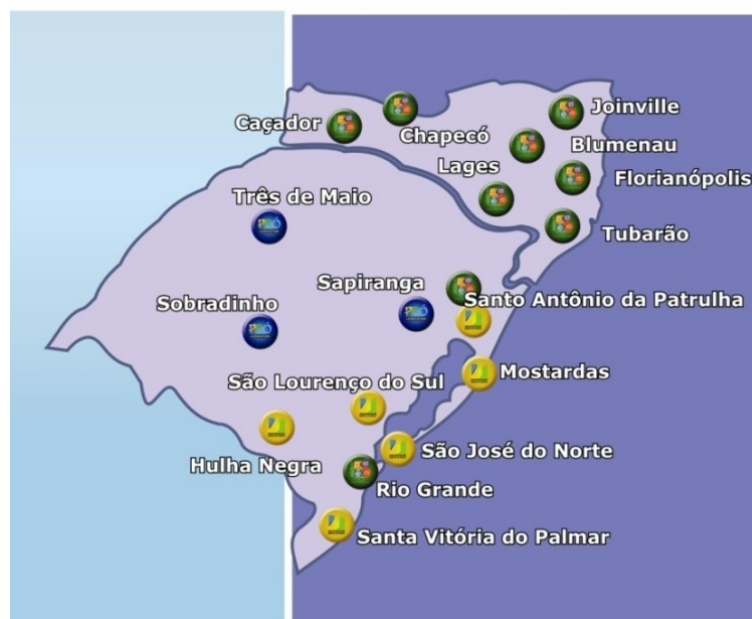 Joinville
Caçador
Chapecó
Blumenau
Lages
Florianópolis
Três de Maio
Tubarão
Sapiranga
Santo Antônio da Patrulha
Sobradinho
Mostardas
São Lourenço do Sul
São José do Norte
Hulha Negra
Rio Grande
Santa Vitória do Palmar